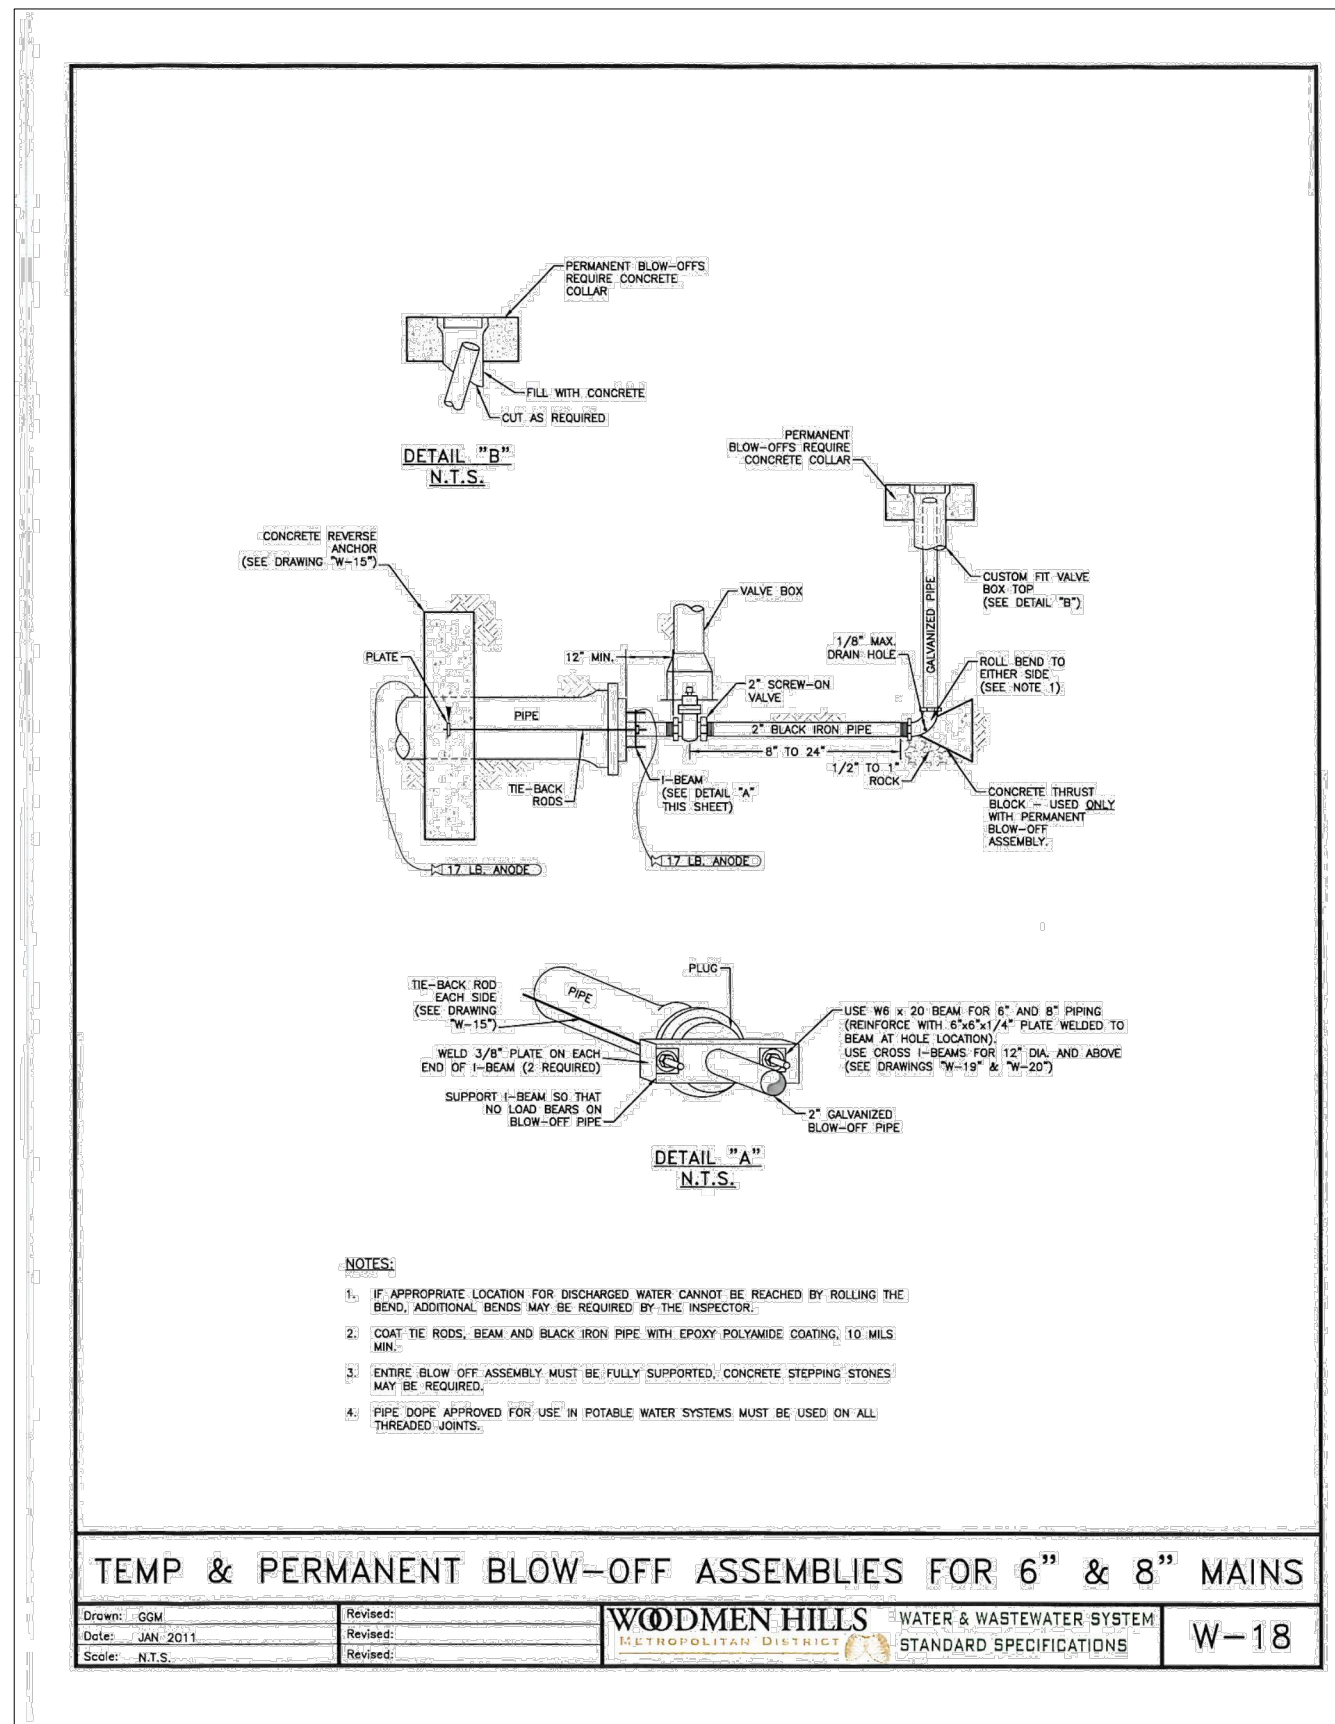 PERMANENT BLOW-OFFS
REQUIRE CONCRETE
COLLAR
FILL WITH CONCRETE
CUT AS REQUIRED
DETAIL "B"
N.T.S.
PERMANENT
BLOW-OFFS REQUIRE
CONCRETE COLLAR
CONCRETE REVERSE
ANCHOR
(SEE DRAWING "W-15")
CUSTOM FIT VALVE
BOX TOP
(SEE DETAIL "B")
VALVE BOX
GALVANIZED PIPE
1/8" MAX.
DRAIN HOLE
PLATE
12" MIN.
ROLL BEND TO
EITHER SIDE
(SEE NOTE 1)
2" SCREW-ON
VALVE
PIPE
2" BLACK IRON PIPE
8" TO 24"
1/2" TO 1"
ROCK
TIE-BACK
RODS
I-BEAM
(SEE DETAIL "A"
THIS SHEET)
CONCRETE THRUST
BLOCK - USED ONLY
WITH PERMANENT
BLOW-OFF
ASSEMBLY.
17 LB. ANODE
17 LB. ANODE
PLUG
TIE-BACK ROD
EACH SIDE
(SEE DRAWING
"W-15")
PIPE
USE W6 x 20 BEAM FOR 6" AND 8" PIPING
(REINFORCE WITH 6"x6"x1/4" PLATE WELDED TO
BEAM AT HOLE LOCATION).
USE CROSS I-BEAMS FOR 12" DIA. AND ABOVE
(SEE DRAWINGS "W-19" & "W-20")
WELD 3/8" PLATE ON EACH
END OF I-BEAM (2 REQUIRED)
SUPPORT I-BEAM SO THAT
NO LOAD BEARS ON
BLOW-OFF PIPE
2" GALVANIZED
BLOW-OFF PIPE
DETAIL "A"
N.T.S.
NOTES:
1. IF APPROPRIATE LOCATION FOR DISCHARGED WATER CANNOT BE REACHED BY ROLLING THE
BEND, ADDITIONAL BENDS MAY BE REQUIRED BY THE INSPECTOR.
2. COAT TIE RODS, BEAM AND BLACK IRON PIPE WITH EPOXY POLYAMIDE COATING, 10 MILS
MIN.
3. ENTIRE BLOW OFF ASSEMBLY MUST BE FULLY SUPPORTED, CONCRETE STEPPING STONES
MAY BE REQUIRED.
4. PIPE DOPE APPROVED FOR USE IN POTABLE WATER SYSTEMS MUST BE USED ON ALL
THREADED JOINTS.
TEMP & PERMANENT BLOW-OFF ASSEMBLIES FOR 6" & 8" MAINS
Drawn: GGM
Date: JAN 2011
Scale: N.T.S.
Revised:
Revised:
Revised:
WOODMEN HILLS
METROPOLITAN DISTRICT
WATER & WASTEWATER SYSTEM
STANDARD SPECIFICATIONS
W-18